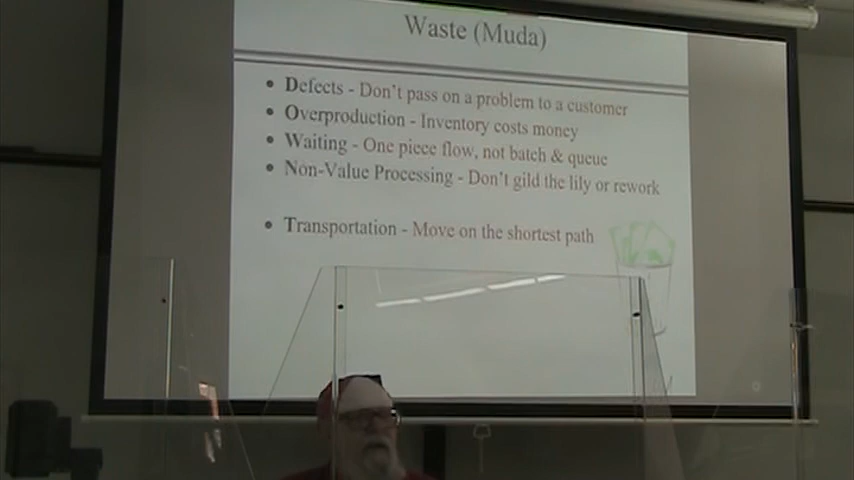 Waste (Muda)
• Defects - Don't pass on a problem to a customer
• Overproduction - Inventory costs money
• Waiting - One piece flow, not batch & queue
• Non-Value Processing - Don't gild the lily or rework
• Transportation - Move on the shortest path